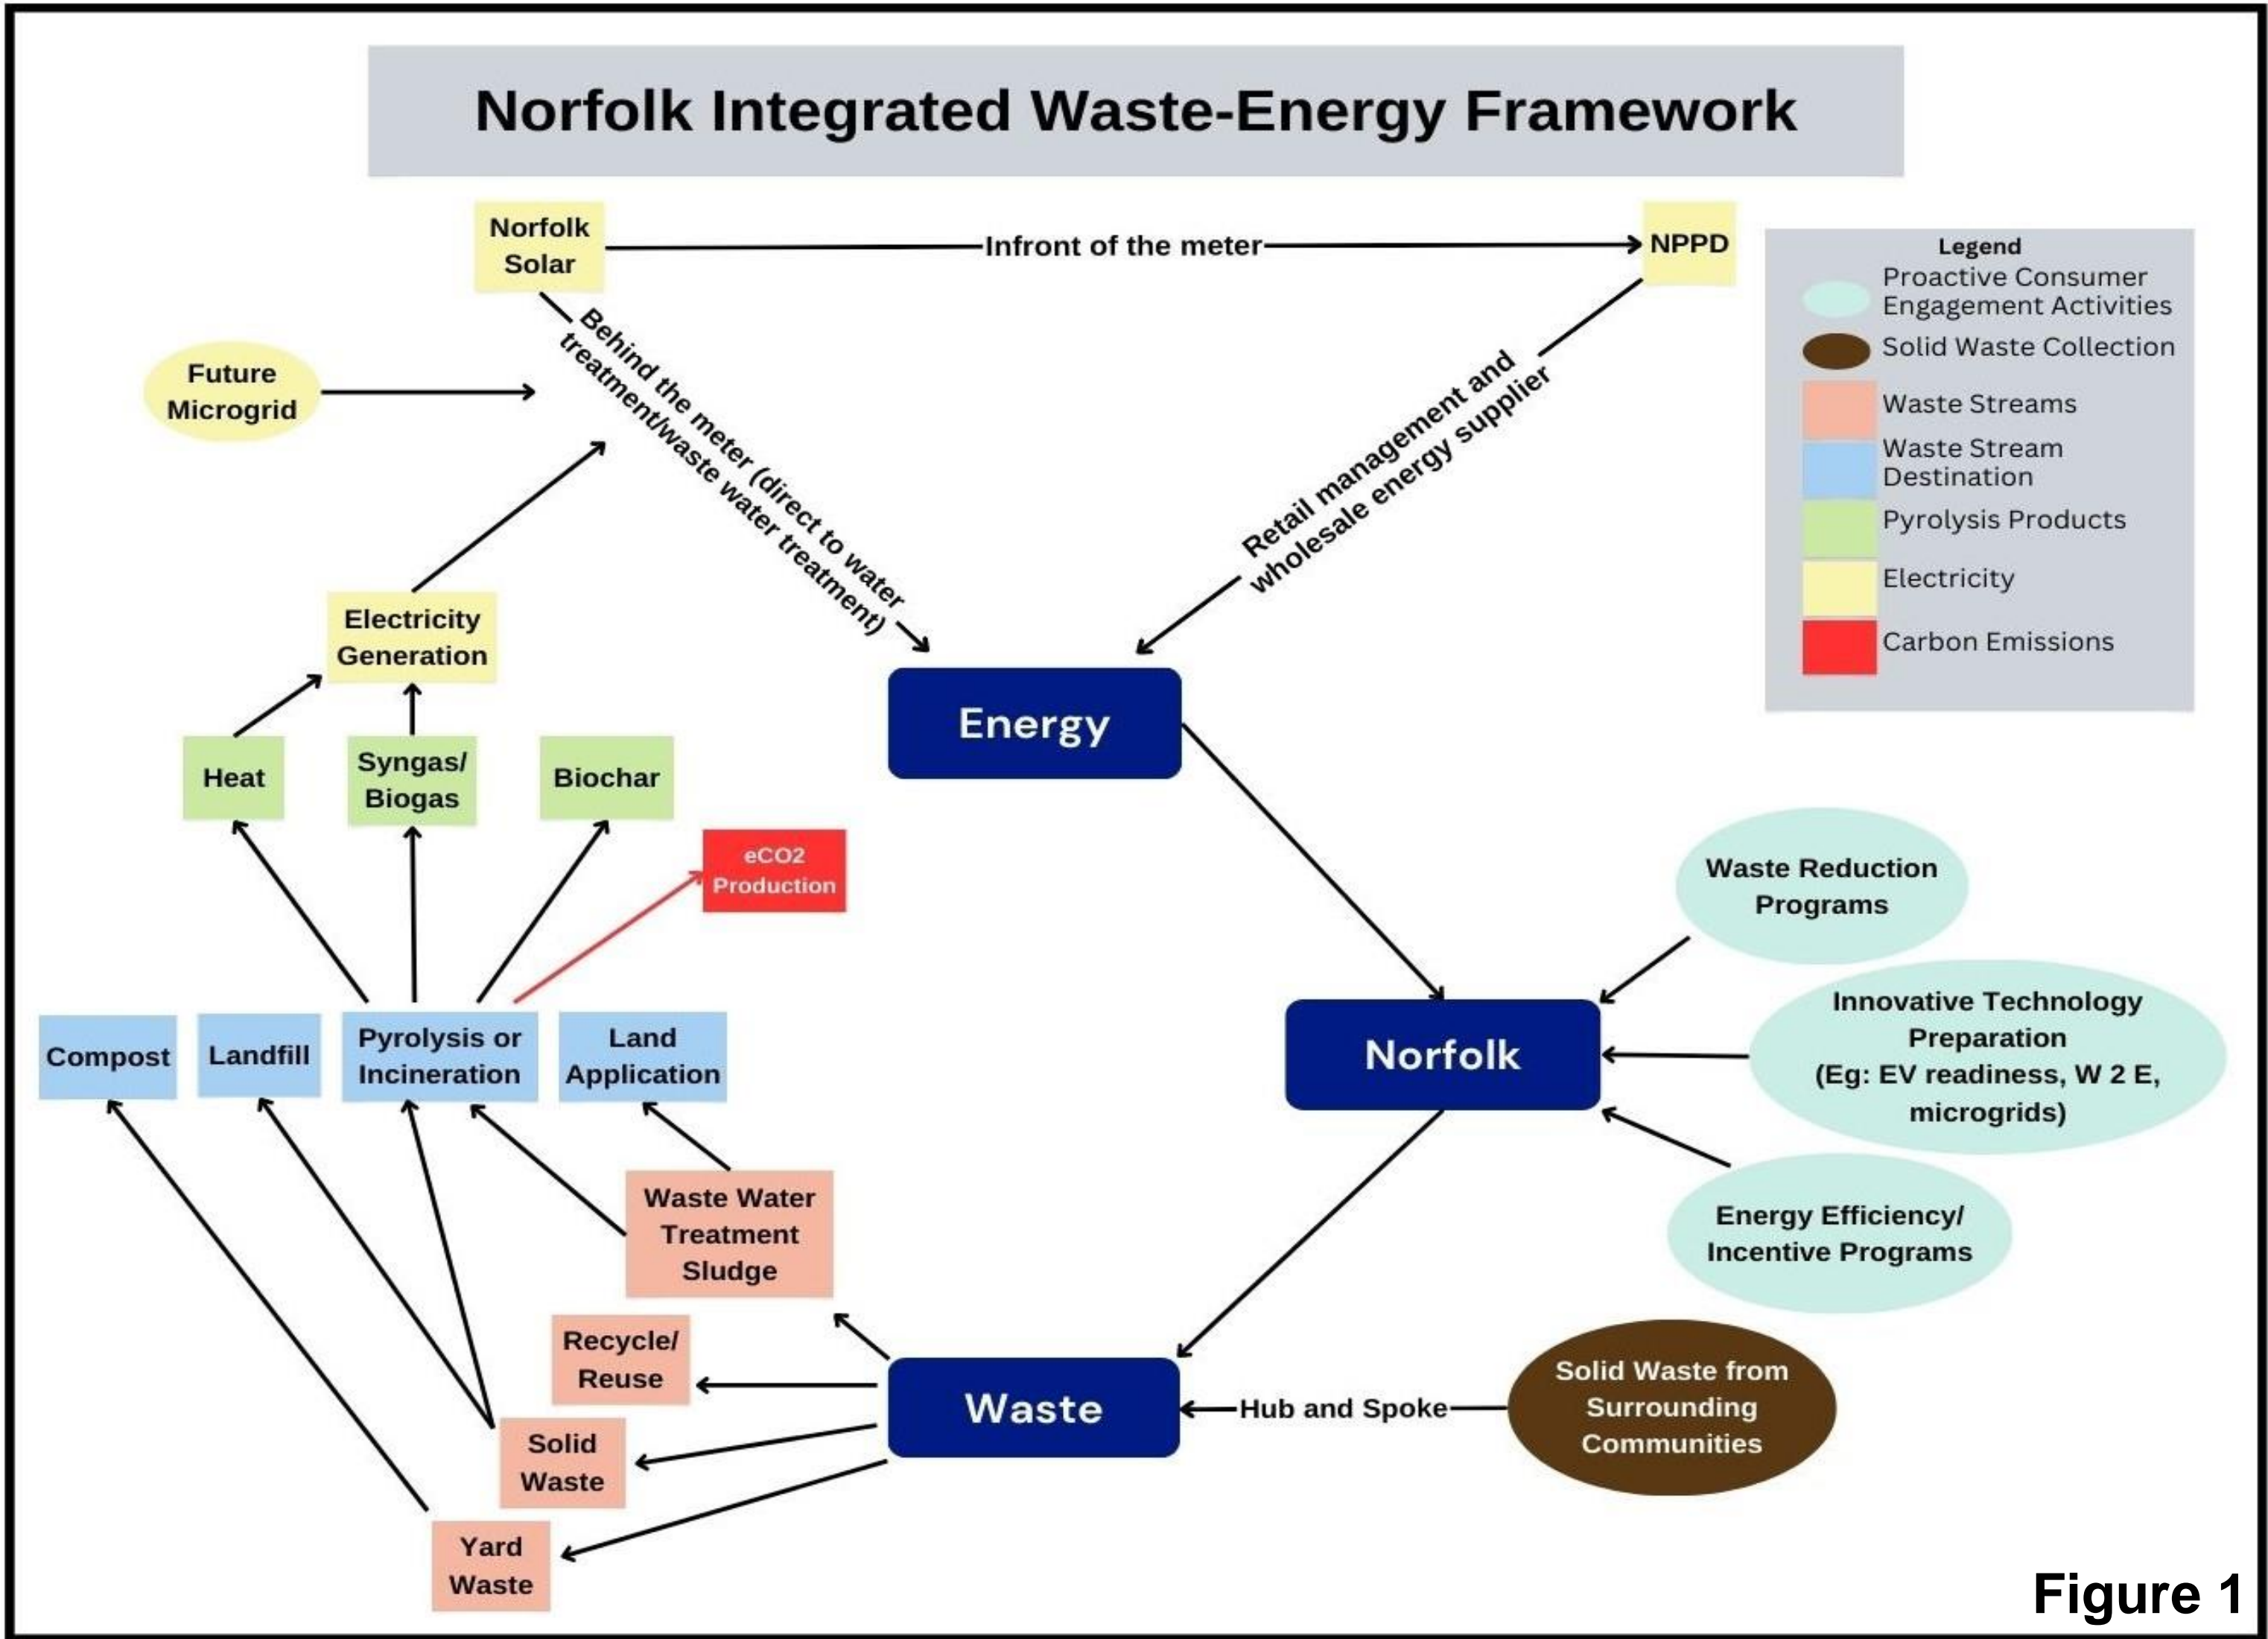 Norfolk Integrated Waste-Energy Framework
Norfolk
Solar
Infront of the meter
NPPD
Legend
Proactive Consumer
Engagement Activities
Solid Waste Collection
Waste Streams
Waste Stream
Destination
Pyrolysis Products
Electricity
Carbon Emissions
Future
Microgrid
Behind the meter (direct to water
treatment/waste water treatment)
Retail management and
wholesale energy supplier
Electricity
Generation
Energy
Heat
Syngas/
Biogas
Biochar
eCO2
Production
Waste Reduction
Programs
Compost
Landfill
Pyrolysis or
Incineration
Land
Application
Norfolk
Innovative Technology
Preparation
(Eg: EV readiness, W 2 E,
microgrids)
Waste Water
Treatment
Sludge
Energy Efficiency/
Incentive Programs
Recycle/
Reuse
Solid
Waste
Yard
Waste
Waste
Hub and Spoke
Solid Waste from
Surrounding
Communities
Figure 1